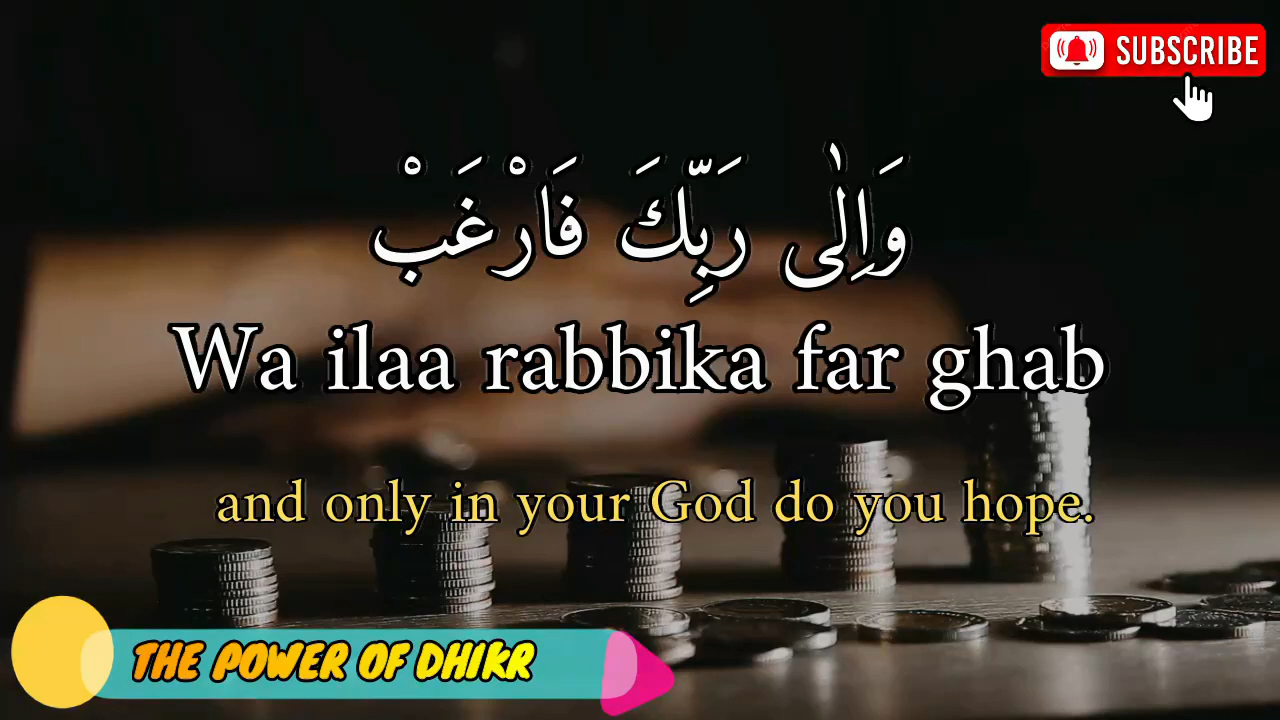 SUBSCRIBE
وَاِلٰى رَبِّكَ فَارْغَبْ
Wa ilaa rabbika far ghab
and only in your God do you hope.
THE POWER OF DHIKR